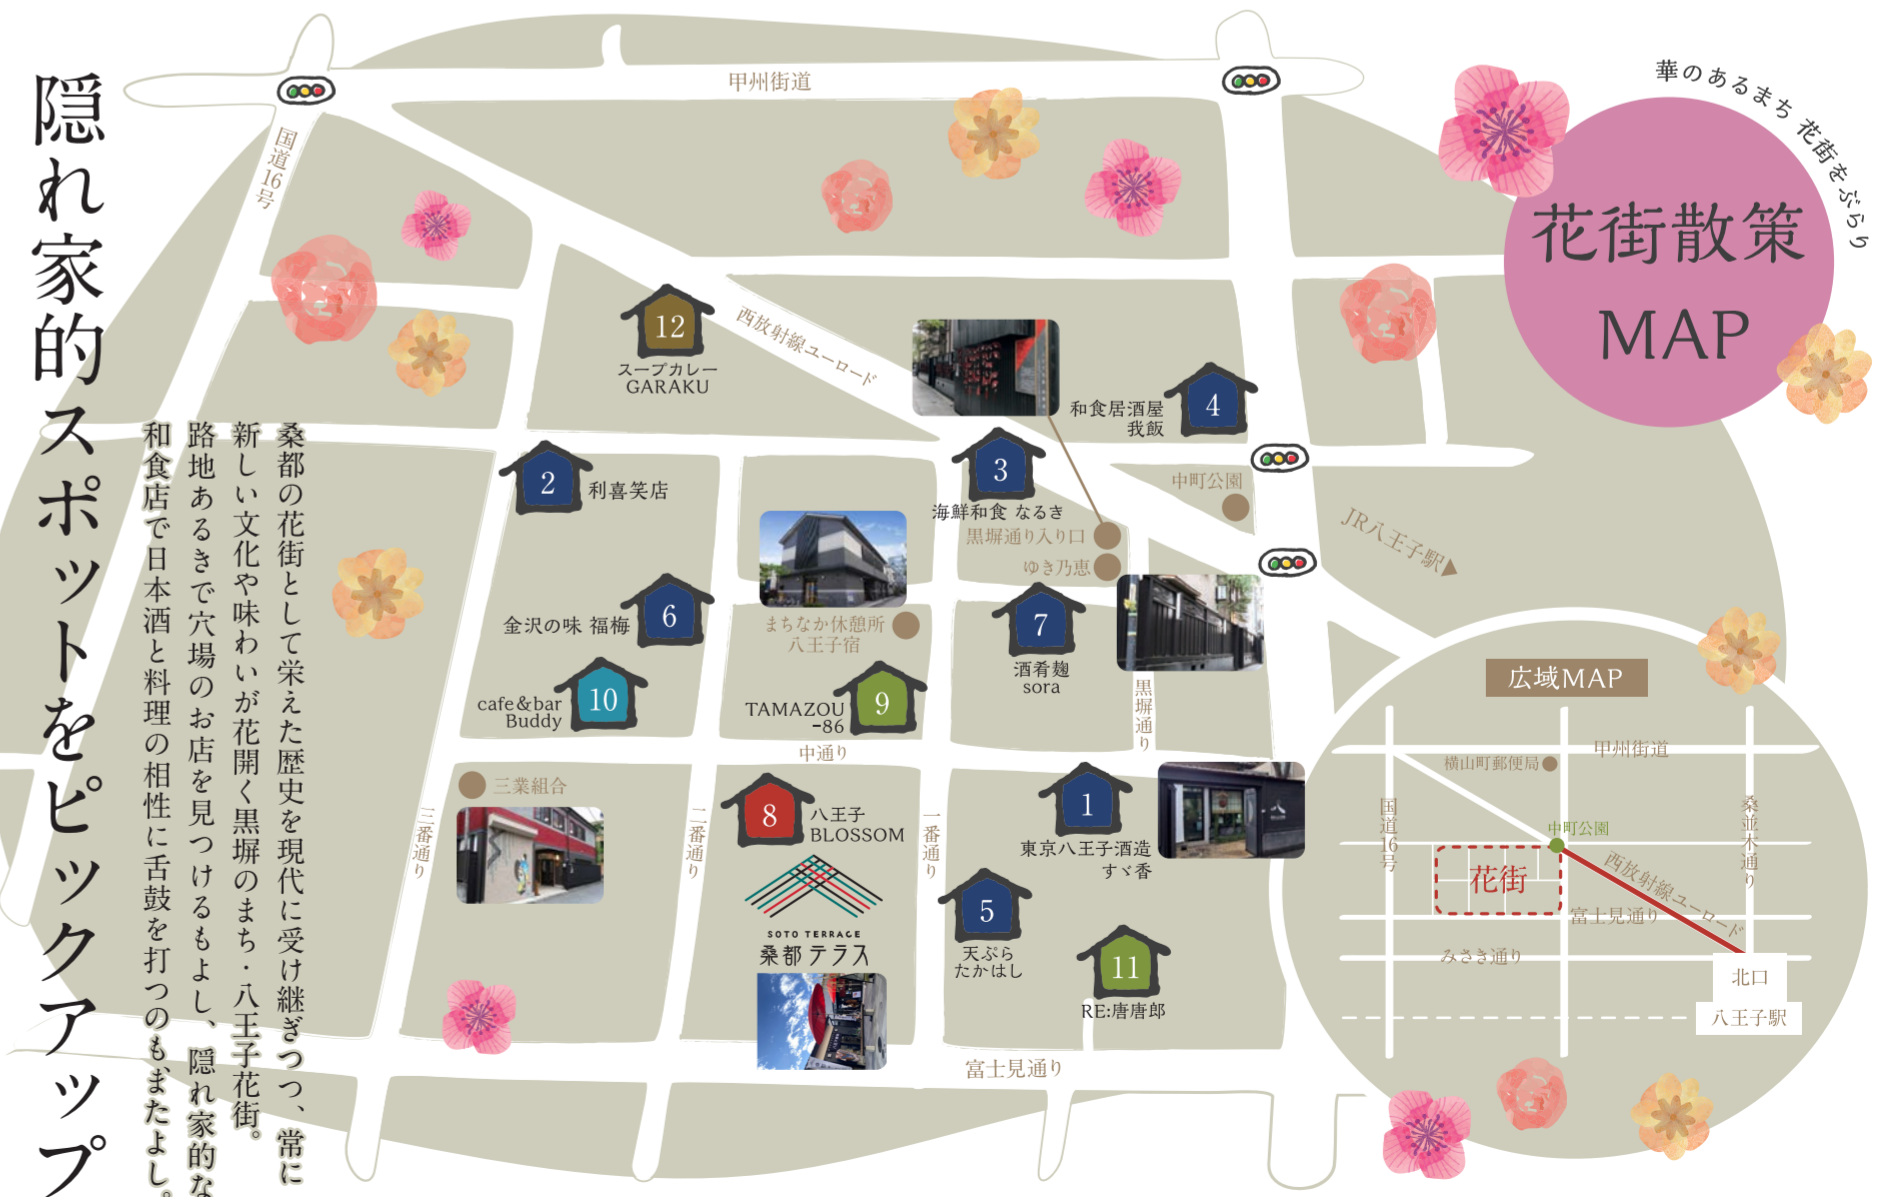 華のあるまち 花街をぶらり
花街散策
MAP
隠れ家的スポットをピックアップ
桑都の花街として栄えた歴史を現代に受け継ぎつつ、常に
新しい文化や味わいが花開く黒塀のまち・八王子花街。
路地あるきで穴場のお店を見つけるもよし、隠れ家的な
和食店で日本酒と料理の相性に舌鼓を打つのも、またよし。
甲州街道
国道16号
西放射線ユーロード
12
スープカレー
GARAKU
4
和食居酒屋
我飯
2
利喜笑店
3
海鮮和食 なるき
黒塀通り入り口
ゆき乃恵
中町公園
JR八王子駅▶
6
金沢の味 福梅
まちなか休憩所
八王子宿
7
酒肴麹
sora
黒塀通り
10
cafe&bar
Buddy
9
TAMAZOU
-86
中通り
三業組合
三番通り
二番通り
一番通り
8
八王子
BLOSSOM
SOTO TERRACE
桑都テラス
1
東京八王子酒造
すゞ香
5
天ぷら
たかはし
11
RE:唐唐郎
富士見通り
広域MAP
甲州街道
横山町郵便局
国道16号
桑並木通り
中町公園
花街
西放射線ユーロード
富士見通り
みさき通り
北口
八王子駅